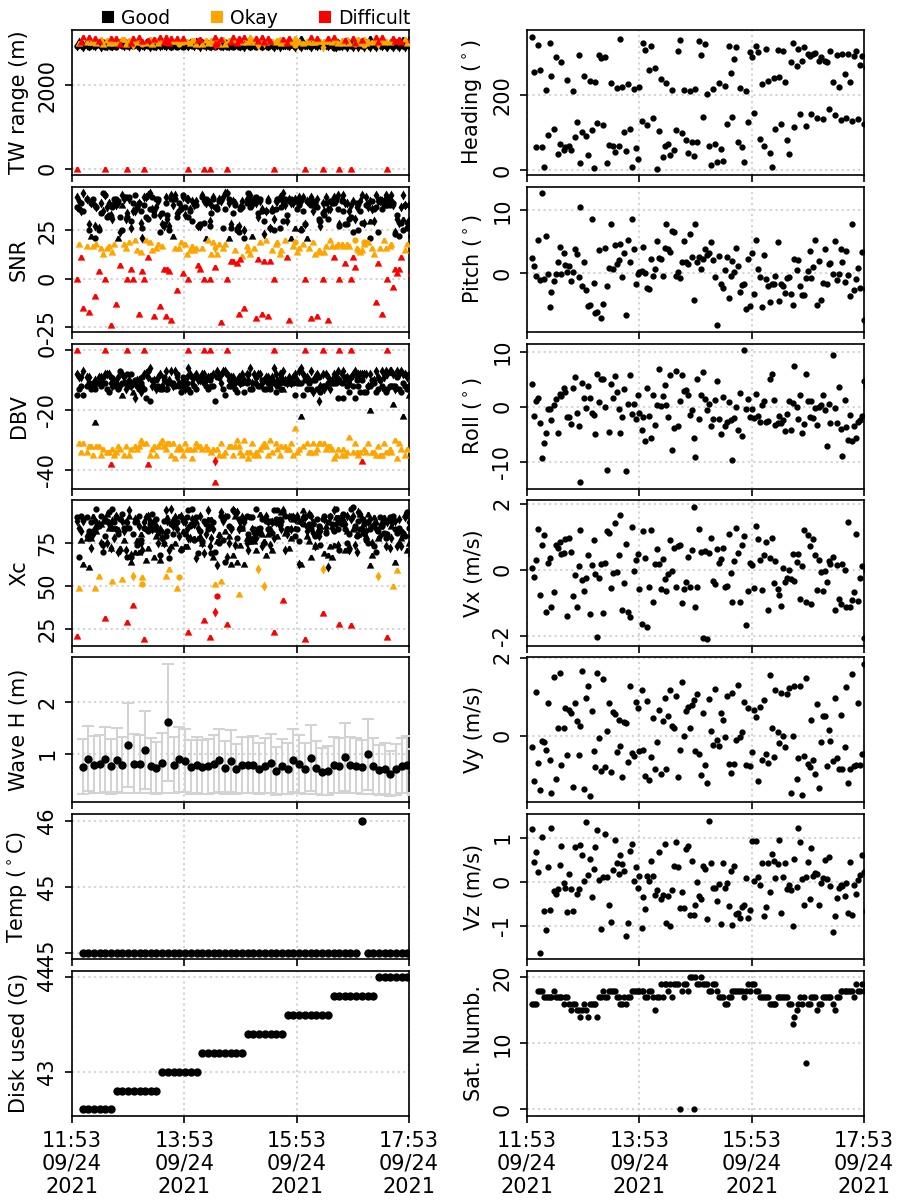 Good Okay Difficult
TW range (m)
2000
0
Heading (°)
200
0
SNR
25
0
-25
Pitch (°)
10
0
DBV
0
-20
-40
Roll (°)
10
0
-10
Xc
75
50
25
Vx (m/s)
2
0
-2
Wave H (m)
2
1
Vy (m/s)
2
0
Temp (°C)
46
45
45
Vz (m/s)
1
0
-1
Disk used (G)
44
43
Sat. Numb.
20
10
0
11:53 13:53 15:53 17:53
09/24 09/24 09/24 09/24
2021 2021 2021 2021
11:53 13:53 15:53 17:53
09/24 09/24 09/24 09/24
2021 2021 2021 2021